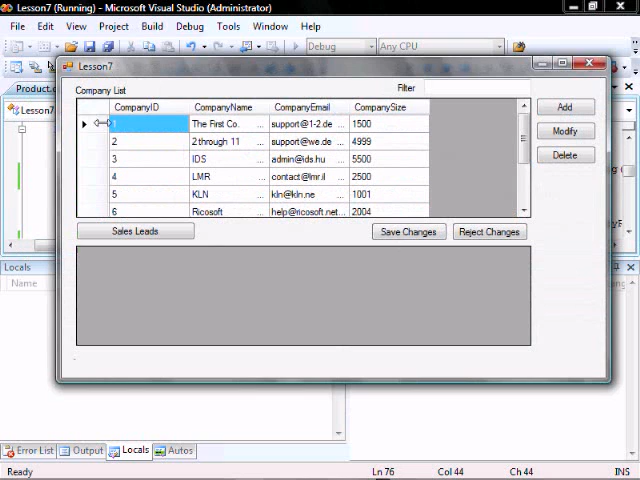 Lesson7 (Running) - Microsoft Visual Studio (Administrator)
File Edit View Project Build Debug Data Tools Window Help
Debug Any CPU
Product.
Lesson7
Lesson7
Company List Filter
CompanyID CompanyName CompanyEmail CompanySize
1 The First Co. ... support@1-2.de ... 1500
2 2 through 11 ... support@we.de ... 4999
3 IDS ... admin@ids.hu ... 5500
4 LMR ... contact@lmr.il ... 2500
5 KLN ... kln@kln.ne ... 1001
6 Ricosoft ... help@ricosoft.net... 2004
Add
Modify
Delete
Sales Leads Save Changes Reject Changes
Locals
Name
Error List Output Locals Autos
Ready Ln 76 Col 44 Ch 44 INS